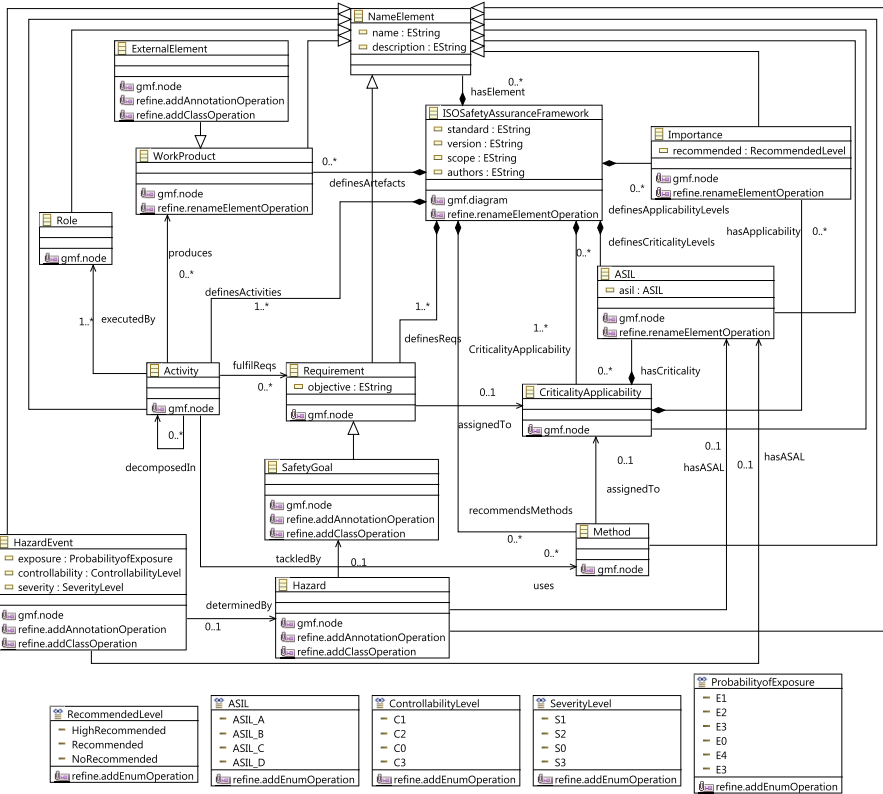 NameElement
name : EString
description : EString
ExternalElement
gmf.node
refine.addAnnotationOperation
refine.addClassOperation
0..*
hasElement
ISOSafetyAssuranceFramework
standard : EString
version : EString
scope : EString
authors : EString
gmf.diagram
refine.renameElementOperation
Importance
recommended : RecommendedLevel
gmf.node
refine.renameElementOperation
WorkProduct
gmf.node
refine.renameElementOperation
0..*
definesArtefacts
0..*
definesApplicabilityLevels
hasApplicability
0..*
Role
gmf.node
produces
0..*
definesCriticalityLevels
0..*
ASIL
asil : ASIL
gmf.node
refine.renameElementOperation
definesActivities
1..*
1..*
definesReqs
1..*
CriticalityApplicability
executedBy
1..*
Activity
gmf.node
fulfilReqs
0..*
Requirement
objective : EString
gmf.node
0..1
assignedTo
0..*
hasCriticality
CriticalityApplicability
gmf.node
0..*
decomposedIn
SafetyGoal
gmf.node
refine.addAnnotationOperation
refine.addClassOperation
0..1
assignedTo
0..1
hasASAL
0..1
hasASAL
recommendsMethods
0..*
0..*
Method
gmf.node
uses
HazardEvent
exposure : ProbabilityofExposure
controllability : ControllabilityLevel
severity : SeverityLevel
gmf.node
refine.addAnnotationOperation
refine.addClassOperation
tackledBy
0..1
determinedBy
0..1
Hazard
gmf.node
refine.addAnnotationOperation
refine.addClassOperation
RecommendedLevel
HighRecommended
Recommended
NoRecommended
refine.addEnumOperation
ASIL
ASIL_A
ASIL_B
ASIL_C
ASIL_D
refine.addEnumOperation
ControllabilityLevel
C1
C2
C0
C3
refine.addEnumOperation
SeverityLevel
S1
S2
S0
S3
refine.addEnumOperation
ProbabilityofExposure
E1
E2
E3
E0
E4
E3
refine.addEnumOperation